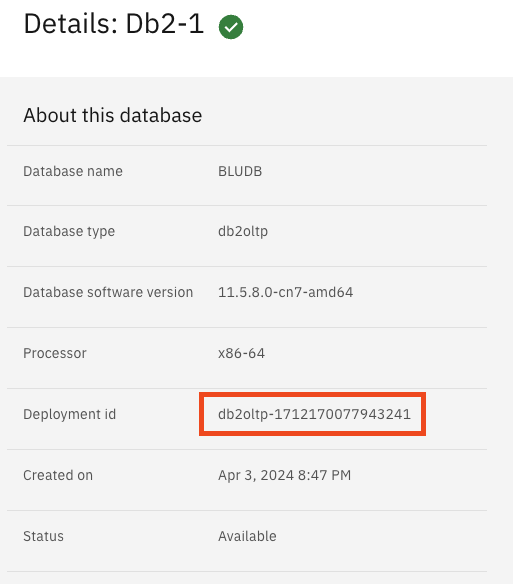 Details: Db2-1
About this database
Database name BLUDB
Database type db2oltp
Database software version 11.5.8.0-cn7-amd64
Processor x86-64
Deployment id db2oltp-1712170077943241
Created on Apr 3, 2024 8:47 PM
Status Available